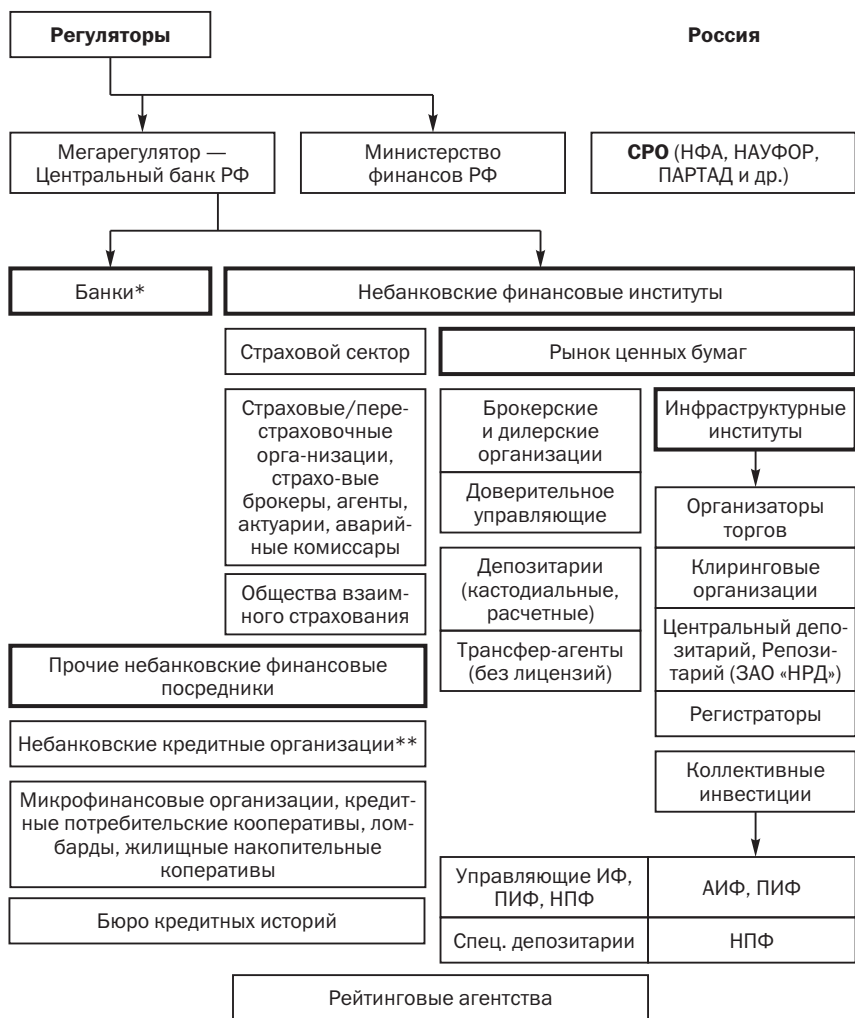 Регуляторы
Россия
Мегарегулятор —
Центральный банк РФ
Министерство
финансов РФ
СРО (НФА, НАУФОР,
ПАРТАД и др.)
Банки*
Небанковские финансовые институты
Страховой сектор
Рынок ценных бумаг
Страховые/пере-
страховочные
орга-низации,
страхо-вые
брокеры, агенты,
актуарии, аварий-
ные комиссары
Общества взаим-
ного страхования
Брокерские
и дилерские
организации
Доверительное
управляющие
Депозитарии
(кастодиальные,
расчетные)
Трансфер-агенты
(без лицензий)
Инфраструктурные
институты
Организаторы
торгов
Клиринговые
организации
Центральный депо-
зитарий, Репози-
тарий (ЗАО «НРД»)
Регистраторы
Прочие небанковские финансовые
посредники
Небанковские кредитные организации**
Микрофинансовые организации, кредит-
ные потребительские кооперативы, лом-
барды, жилищные накопительные
коперативы
Бюро кредитных историй
Коллективные
инвестиции
Управляющие ИФ,
ПИФ, НПФ
АИФ, ПИФ
Спец. депозитарии
НПФ
Рейтинговые агентства